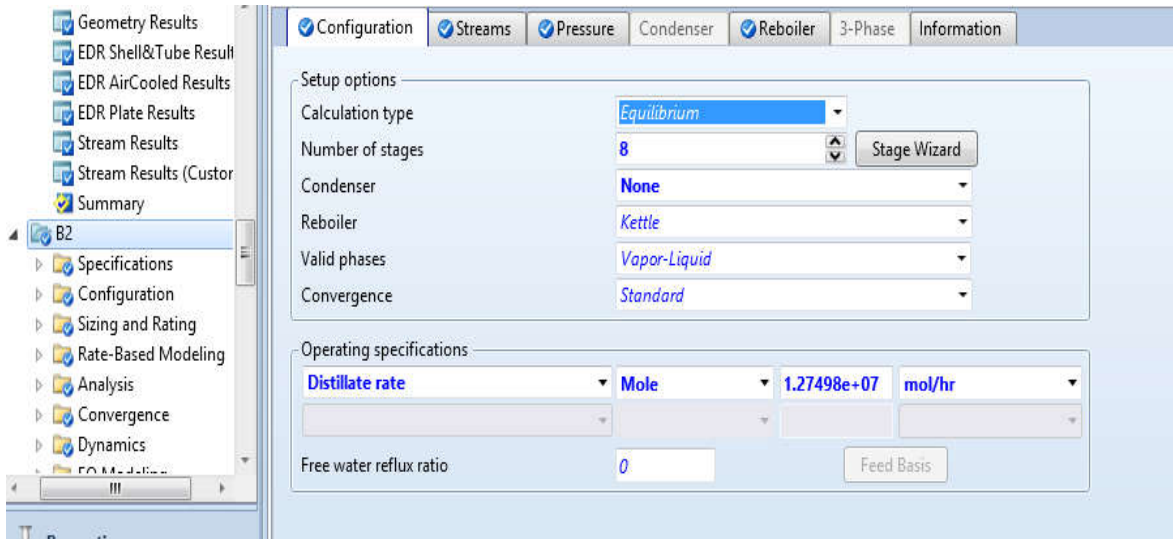 Geometry Results
EDR Shell&Tube Result
EDR AirCooled Results
EDR Plate Results
Stream Results
Stream Results (Custor
Summary
B2
Specifications
Configuration
Sizing and Rating
Rate-Based Modeling
Analysis
Convergence
Dynamics
Configuration Streams Pressure Condenser Reboiler 3-Phase Information
Setup options
Calculation type Equilibrium
Number of stages 8 Stage Wizard
Condenser None
Reboiler Kettle
Valid phases Vapor-Liquid
Convergence Standard
Operating specifications
Distillate rate Mole 1.27498e+07 mol/hr
Free water reflux ratio 0 Feed Basis